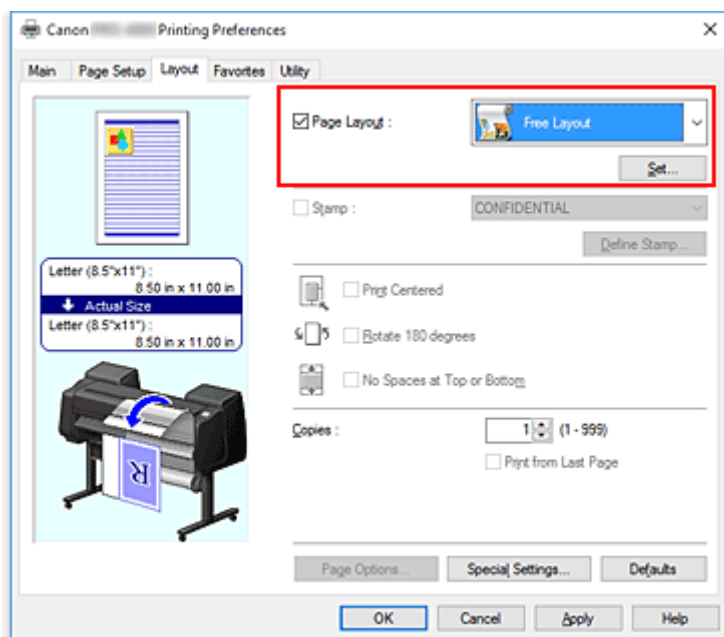 Canon Printing Preferences
Main Page Setup Layout Favorites Utility
Page Layout : Free Layout
Set...
Stamp : CONFIDENTIAL
Define Stamp...
Letter (8.5"x11") :
8.50 in x 11.00 in
Actual Size
Letter (8.5"x11") :
8.50 in x 11.00 in
Print Centered
Rotate 180 degrees
No Spaces at Top or Bottom
Copies : 1 (1 - 999)
Print from Last Page
R
Page Options... Special Settings... Defaults
OK Cancel Apply Help